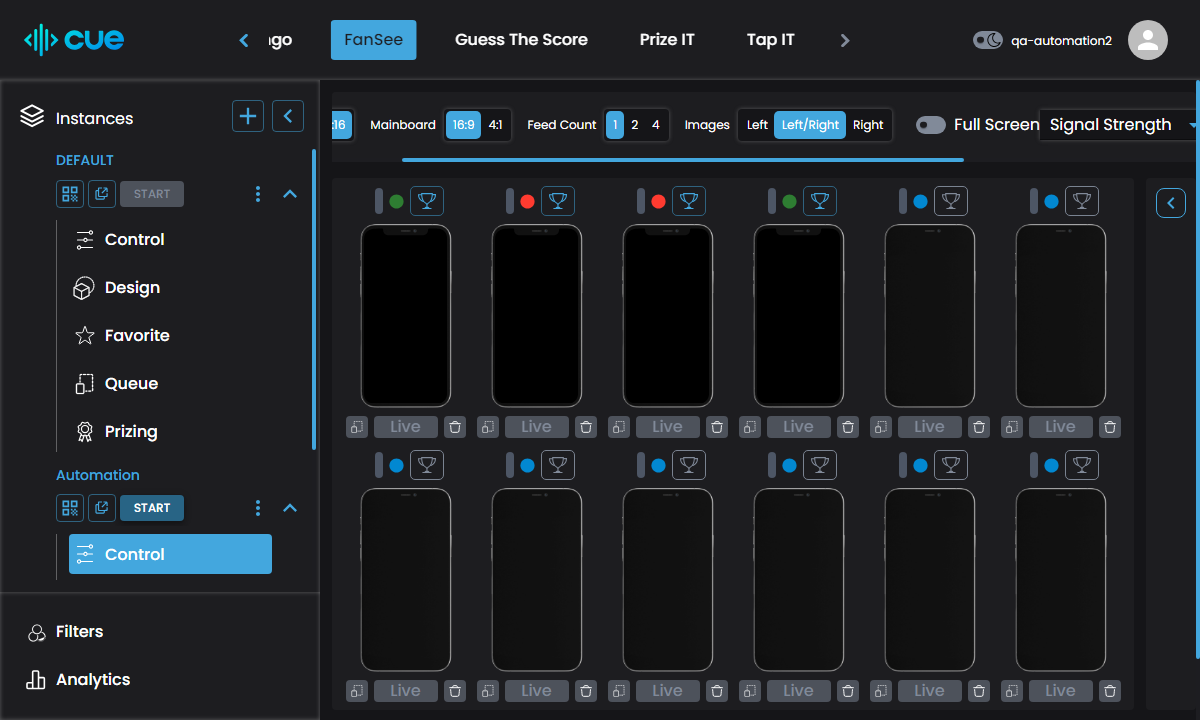 cue
FanSee
Guess The Score
Prize IT
Tap IT
qa-automation2
Instances
DEFAULT
START
Control
Design
Favorite
Queue
Prizing
Automation
START
Control
Filters
Analytics
Mainboard 16:9 4:1 Feed Count 1 2 4 Images Left Left/Right Right Full Screen Signal Strength
Live Live Live Live Live Live
Live Live Live Live Live Live